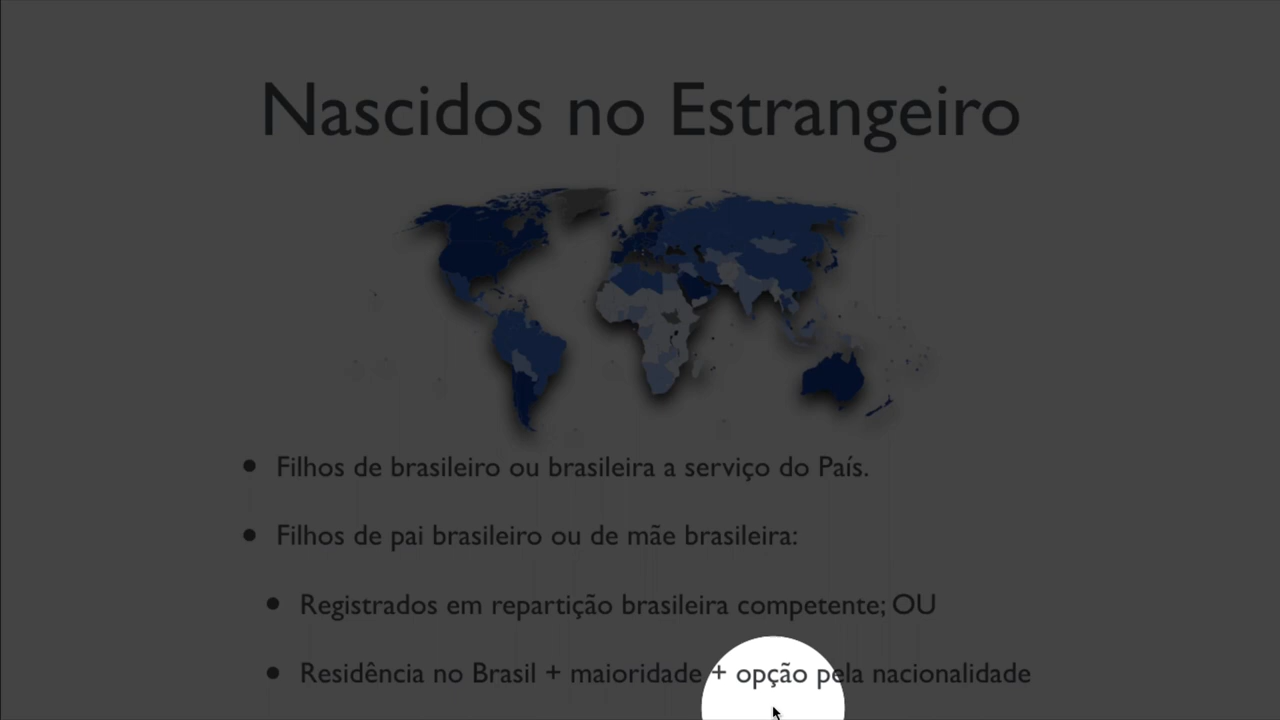 Nascidos no Estrangeiro
• Filhos de brasileiro ou brasileira a serviço do País.
• Filhos de pai brasileiro ou de mãe brasileira:
• Registrados em repartição brasileira competente; OU
• Residência no Brasil + maioridade + opção pela nacionalidade